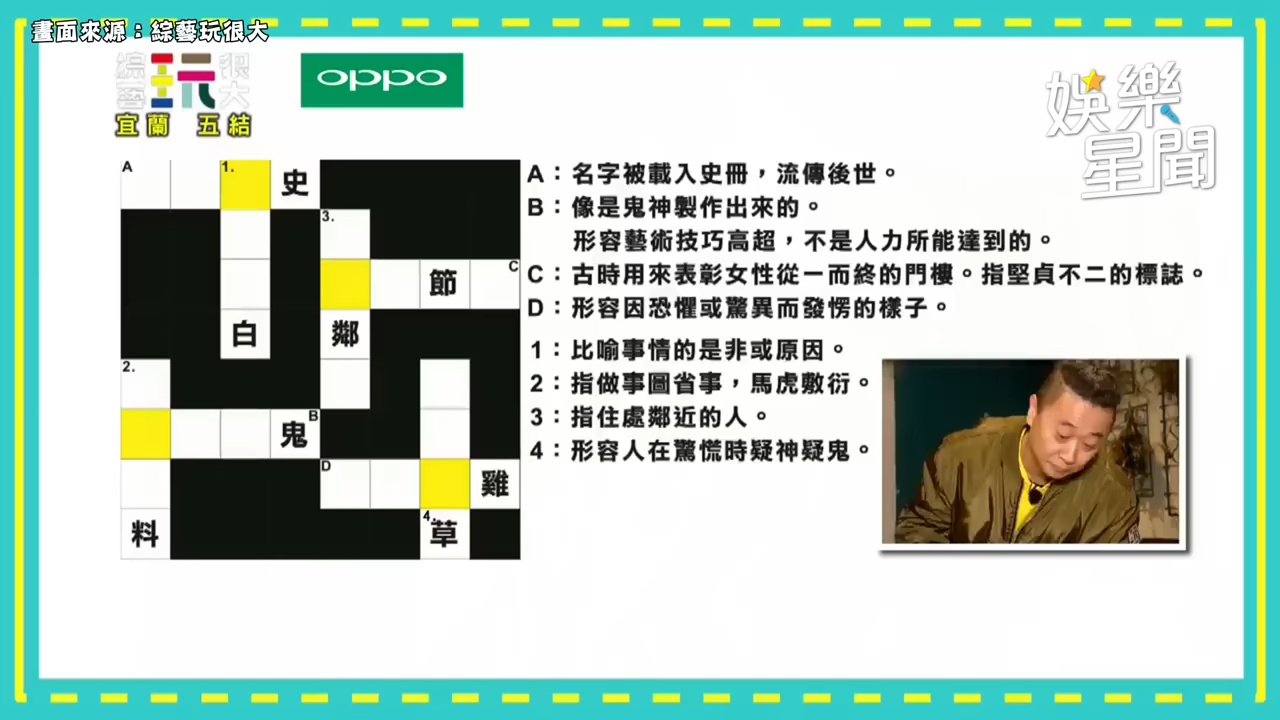 畫面來源：綜藝玩很大
綜藝玩很大
oppo
宜蘭 五結
娛樂星聞
A 1. 史
3.
節 C
白 鄰
2.
鬼 B
D 雞
料 4. 草
A：名字被載入史冊，流傳後世。
B：像是鬼神製作出來的。
形容藝術技巧高超，不是人力所能達到的。
C：古時用來表彰女性從一而終的門樓。指堅貞不二的標誌。
D：形容因恐懼或驚異而發愣的樣子。
1：比喻事情的是非或原因。
2：指做事圖省事，馬虎敷衍。
3：指住處鄰近的人。
4：形容人在驚慌時疑神疑鬼。